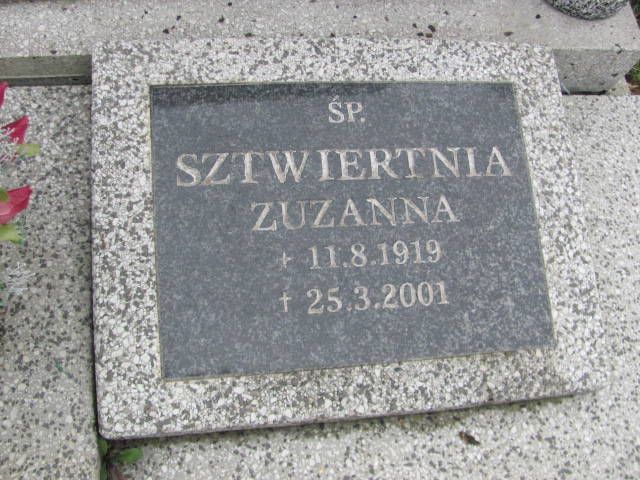 ŚP.
SZTWIERTNIA
ZUZANNA
+ 11.8.1919
† 25.3.2001